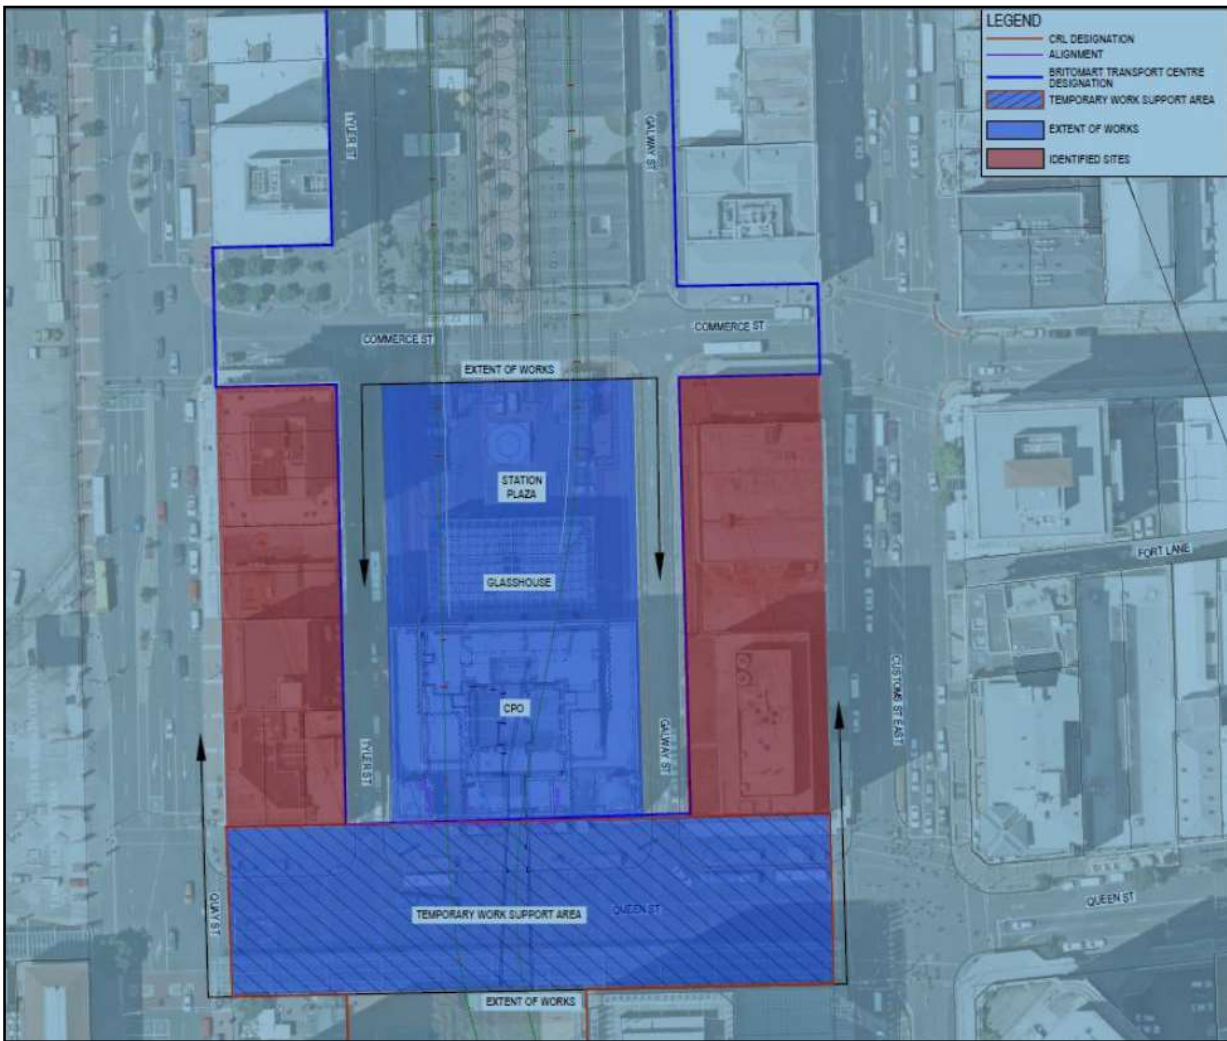 LEGEND
CRL DESIGNATION
ALIGNMENT
BRITOMART TRANSPORT CENTRE
DESIGNATION
TEMPORARY WORK SUPPORT AREA
EXTENT OF WORKS
IDENTIFIED SITES
TYLER ST
GALWAY ST
COMMERCE ST
COMMERCE ST
EXTENT OF WORKS
STATION
PLAZA
GLASSHOUSE
FORT LANE
CPO
TYLER ST
GALWAY ST
CUSTOMS ST EAST
QUAY ST
TEMPORARY WORK SUPPORT AREA
QUEEN ST
QUEEN ST
EXTENT OF WORKS